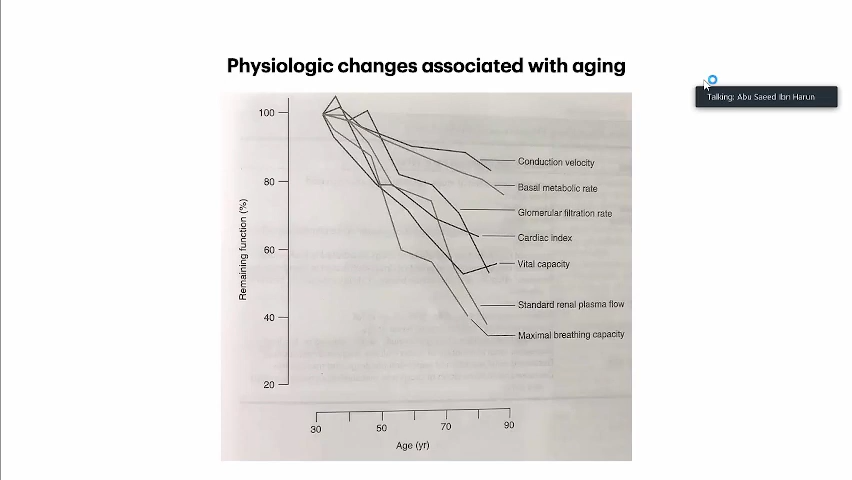 Physiologic changes associated with aging
Talking: Abu Saeed Ibn Harun
100
80
60
40
20
Remaining function (%)
Conduction velocity
Basal metabolic rate
Glomerular filtration rate
Cardiac index
Vital capacity
Standard renal plasma flow
Maximal breathing capacity
30
50
70
90
Age (yr)